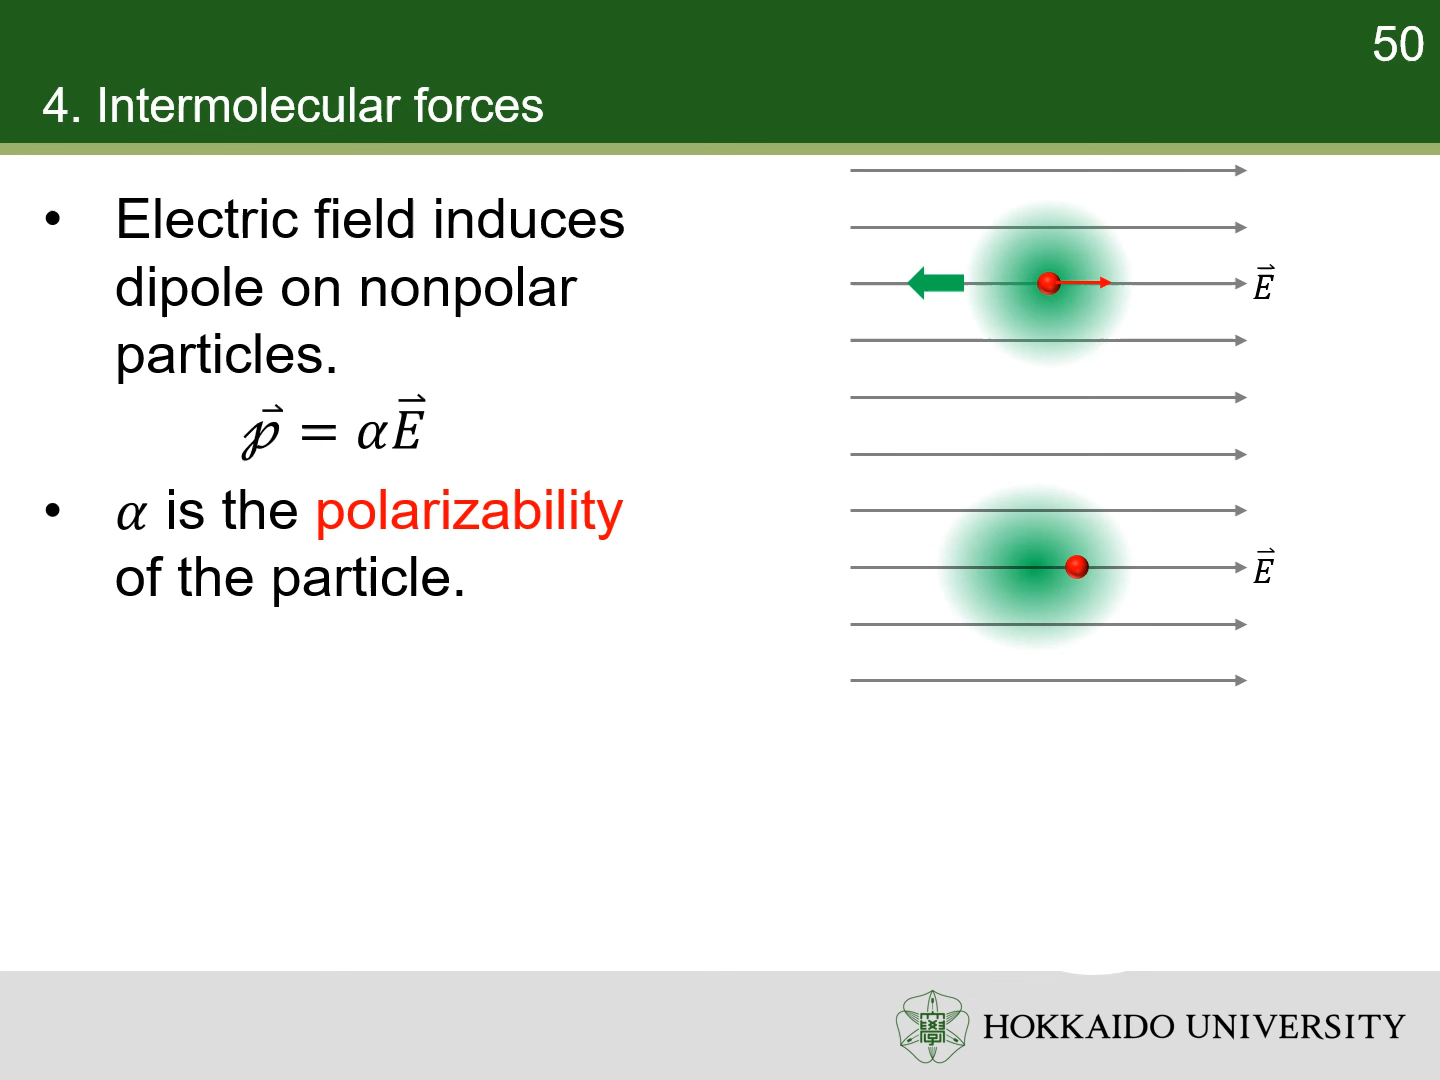 50
4. Intermolecular forces
• Electric field induces
dipole on nonpolar
particles.
℘⃗ = αE⃗
• α is the polarizability
of the particle.
E⃗
E⃗
HOKKAIDO UNIVERSITY